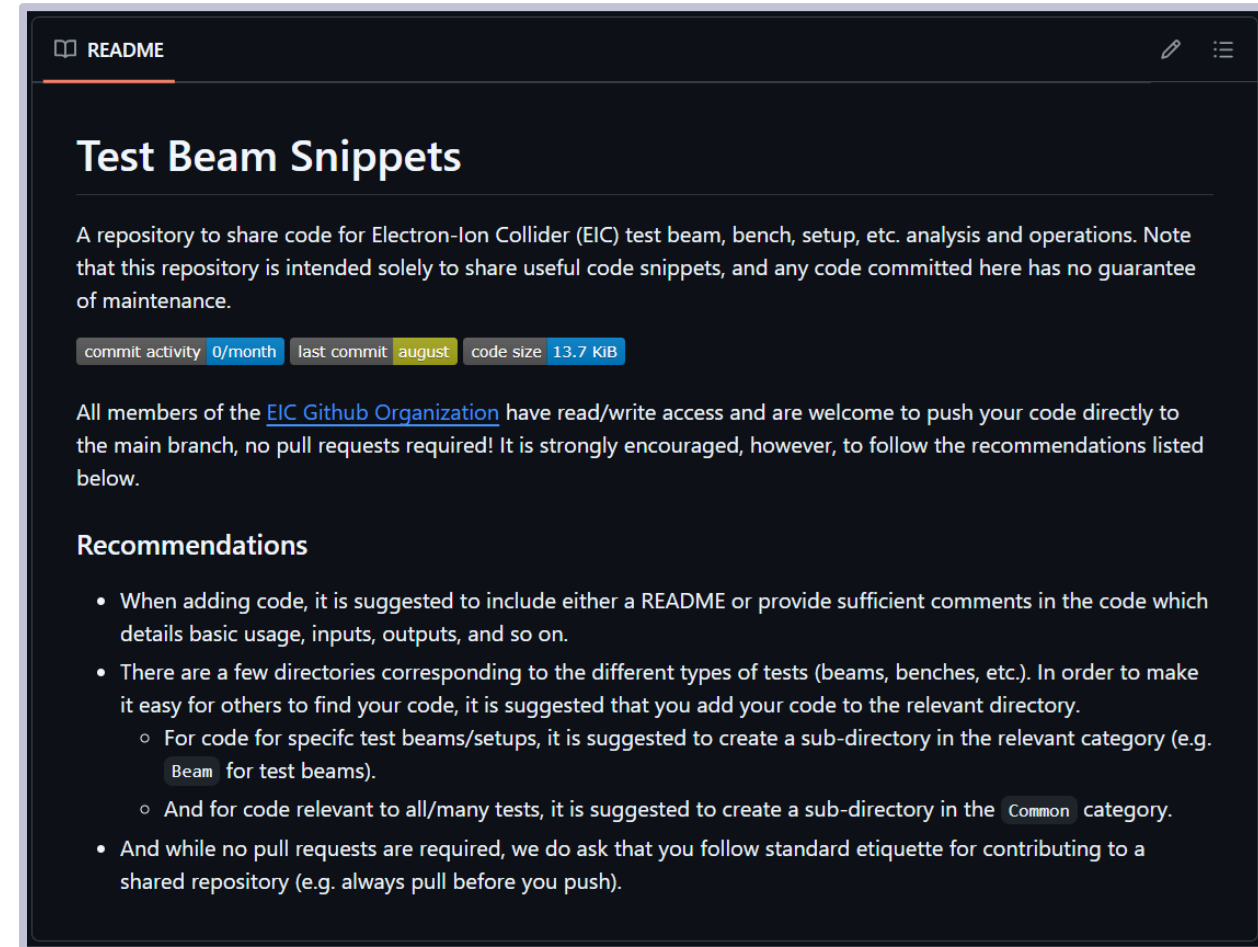 README
Test Beam Snippets
A repository to share code for Electron-Ion Collider (EIC) test beam, bench, setup, etc. analysis and operations. Note
that this repository is intended solely to share useful code snippets, and any code committed here has no guarantee
of maintenance.
commit activity 0/month last commit august code size 13.7 KiB
All members of the EIC Github Organization have read/write access and are welcome to push your code directly to
the main branch, no pull requests required! It is strongly encouraged, however, to follow the recommendations listed
below.
Recommendations
• When adding code, it is suggested to include either a README or provide sufficient comments in the code which
details basic usage, inputs, outputs, and so on.
• There are a few directories corresponding to the different types of tests (beams, benches, etc.). In order to make
it easy for others to find your code, it is suggested that you add your code to the relevant directory.
◦ For code for specifc test beams/setups, it is suggested to create a sub-directory in the relevant category (e.g.
Beam for test beams).
◦ And for code relevant to all/many tests, it is suggested to create a sub-directory in the Common category.
• And while no pull requests are required, we do ask that you follow standard etiquette for contributing to a
shared repository (e.g. always pull before you push).